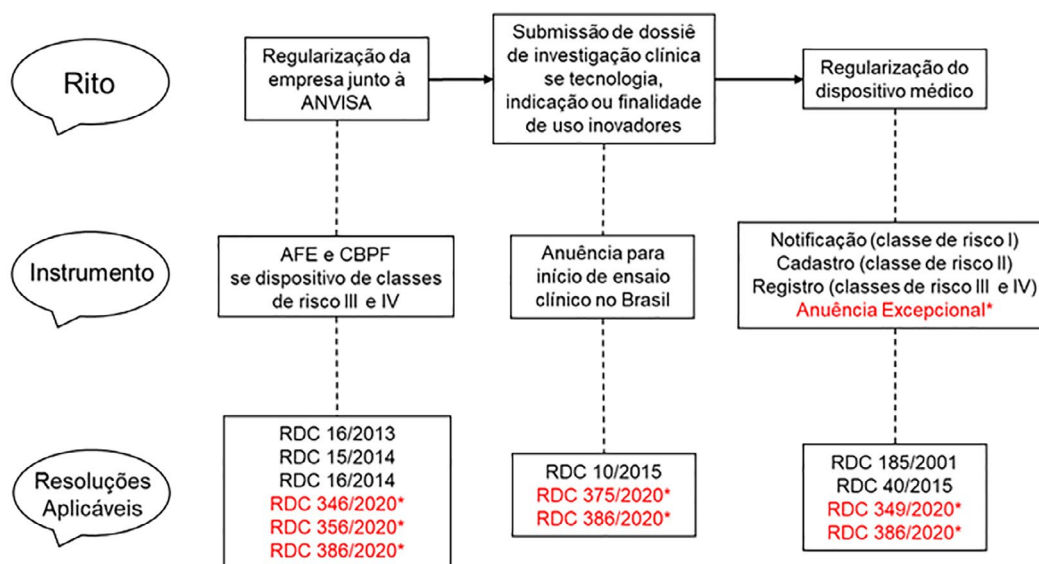 Rito
Regularização da
empresa junto à
ANVISA
Submissão de dossiê
de investigação clínica
se tecnologia,
indicação ou finalidade
de uso inovadores
Regularização do
dispositivo médico
Instrumento
AFE e CBPF
se dispositivo de classes
de risco III e IV
Anuência para
início de ensaio
clínico no Brasil
Notificação (classe de risco I)
Cadastro (classe de risco II)
Registro (classes de risco III e IV)
Anuência Excepcional*
Resoluções
Aplicáveis
RDC 16/2013
RDC 15/2014
RDC 16/2014
RDC 346/2020*
RDC 356/2020*
RDC 386/2020*
RDC 10/2015
RDC 375/2020*
RDC 386/2020*
RDC 185/2001
RDC 40/2015
RDC 349/2020*
RDC 386/2020*